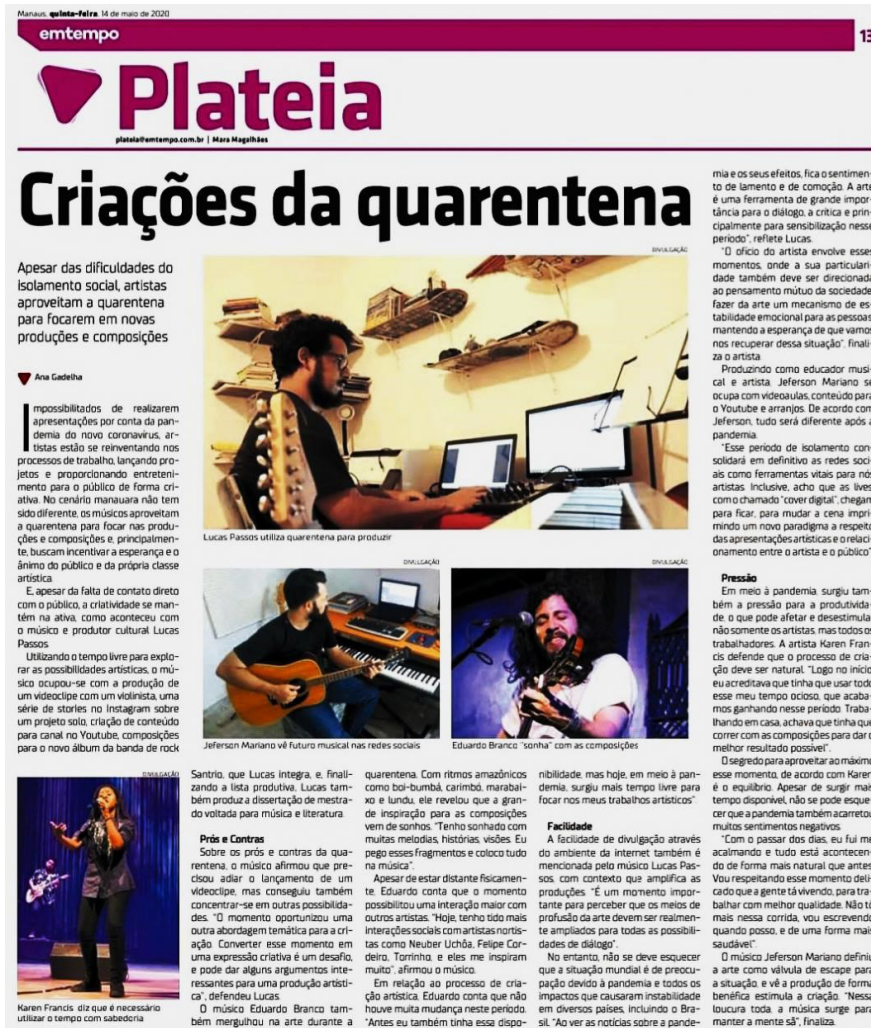 Manaus, quinta-feira, 14 de maio de 2020
emtempo
13
Plateia
plateia@emtempo.com.br | Mara Magalhães
Criações da quarentena
Apesar das dificuldades do
isolamento social, artistas
aproveitam a quarentena
para focarem em novas
produções e composições
Ana Gadelha
Impossibilitados de realizarem
apresentações por conta da pan-
demia do novo coronavírus, ar-
tistas estão se reinventando nos
processos de trabalho, lançando pro-
jetos e proporcionando entreteni-
mento para o público de forma cri-
ativa. No cenário manauara não tem
sido diferente, os músicos aproveitam
a quarentena para focar nas produ-
ções e composições e, principalmen-
te, buscam incentivar a esperança e o
ânimo do público e da própria classe
artística.
E, apesar da falta de contato direto
com o público, a criatividade se man-
tém na ativa, como aconteceu com
o músico e produtor cultural Lucas
Passos
Utilizando o tempo livre para explo-
rar as possibilidades artísticas, o mú-
sico ocupou-se com a produção de
um videoclipe com um violinista, uma
série de stories no Instagram sobre
um projeto solo, criação de conteúdo
para canal no Youtube, composições
para o novo álbum da banda de rock
DIVULGAÇÃO
Lucas Passos utiliza quarentena para produzir
DIVULGAÇÃO
Jeferson Mariano vê futuro musical nas redes sociais
DIVULGAÇÃO
Eduardo Branco "sonha" com as composições
DIVULGAÇÃO
Karen Francis diz que é necessário
utilizar o tempo com sabedoria
Santrio, que Lucas integra, e, finali-
zando a lista produtiva, Lucas tam-
bém produz a dissertação de mestra-
do voltada para música e literatura.
Prós e Contras
Sobre os prós e contras da qua-
rentena, o músico afirmou que pre-
cisou adiar o lançamento de um
videoclipe, mas conseguiu também
concentrar-se em outras possibilida-
des. "O momento oportunizou uma
outra abordagem temática para a cri-
ação. Converter esse momento em
uma expressão criativa é um desafio,
e pode dar alguns argumentos inte-
ressantes para uma produção artísti-
ca", defendeu Lucas.
O músico Eduardo Branco tam-
bém mergulhou na arte durante a
quarentena. Com ritmos amazônicos
como boi-bumbá, carimbó, marabai-
xo e lundu, ele revelou que a gran-
de inspiração para as composições
vem de sonhos. "Tenho sonhado com
muitas melodias, histórias, visões. Eu
pego esses fragmentos e coloco tudo
na música".
Apesar de estar distante fisicamen-
te, Eduardo conta que o momento
possibilitou uma interação maior com
outros artistas. "Hoje, tenho tido mais
interações sociais com artistas nortis-
tas como Neuber Uchôa, Felipe Cor-
deiro, Torrinho, e eles me inspiram
muito", afirmou o músico.
Em relação ao processo de cria-
ção artística, Eduardo conta que não
houve muita mudança neste período.
"Antes eu também tinha essa dispo-
nibilidade, mas hoje, em meio à pan-
demia, surgiu mais tempo livre para
focar nos meus trabalhos artísticos".
Facilidade
A facilidade de divulgação através
do ambiente da internet também é
mencionada pelo músico Lucas Pas-
sos, com contexto que amplifica as
produções. "É um momento impor-
tante para perceber que os meios de
profusão da arte devem ser realmen-
te ampliados para todas as possibili-
dades de diálogo".
No entanto, não se deve esquecer
que a situação mundial é de preocu-
pação devido à pandemia e todos os
impactos que causaram instabilidade
em diversos países, incluindo o Bra-
sil. "Ao ver as notícias sobre a pande-
mia e os seus efeitos, fica o sentimen-
to de lamento e de comoção. A arte
é uma ferramenta de grande impor-
tância para o diálogo, a crítica e prin-
cipalmente para sensibilização nesse
período", reflete Lucas.
"O ofício do artista envolve esses
momentos, onde a sua particulari-
dade também deve ser direcionada
ao pensamento mútuo da sociedade,
fazer da arte um mecanismo de es-
tabilidade emocional para as pessoas,
mantendo a esperança de que vamos
nos recuperar dessa situação", finali-
za o artista.
Produzindo como educador musi-
cal e artista, Jeferson Mariano se
ocupa com videoaulas, conteúdo para
o Youtube e arranjos. De acordo com
Jeferson, tudo será diferente após a
pandemia.
"Esse período de isolamento con-
solidará em definitivo as redes soci-
ais como ferramentas vitais para nós
artistas. Inclusive, acho que as lives
com o chamado "cover digital", chegam
para ficar, para mudar a cena impri-
mindo um novo paradigma a respeito
das apresentações artísticas e o relaci-
onamento entre o artista e o público".
Pressão
Em meio à pandemia, surgiu tam-
bém a pressão para a produtivida-
de, o que pode afetar e desestimular
não somente os artistas, mas todos os
trabalhadores. A artista Karen Fran-
cis defende que o processo de cria-
ção deve ser natural. "Logo no início
eu acreditava que tinha que usar todo
esse meu tempo ocioso, que acaba-
mos ganhando nesse período. Traba-
lhando em casa, achava que tinha que
correr com as composições para dar o
melhor resultado possível".
O segredo para aproveitar ao máximo
esse momento, de acordo com Karen,
é o equilíbrio. Apesar de surgir mais
tempo disponível, não se pode esque-
cer que a pandemia também acarretou
muitos sentimentos negativos.
"Com o passar dos dias, eu fui me
acalmando e tudo está acontecen-
do de forma mais natural que antes.
Vou respeitando esse momento deli-
cado que a gente tá vivendo, para tra-
balhar com melhor qualidade. Não tô
mais nessa corrida, vou escrevendo
quando posso, e de uma forma mais
saudável".
O músico Jeferson Mariano definiu
a arte como válvula de escape para
a situação, e vê a produção de forma
benéfica estimula a criação. "Nessa
loucura toda, a música surge para
manter a mente sã", finaliza.